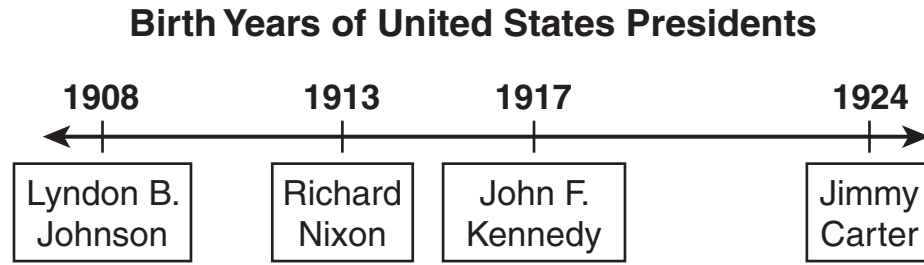 Birth Years of United States Presidents
1908 1913 1917 1924
Lyndon B.
Johnson
Richard
Nixon
John F.
Kennedy
Jimmy
Carter